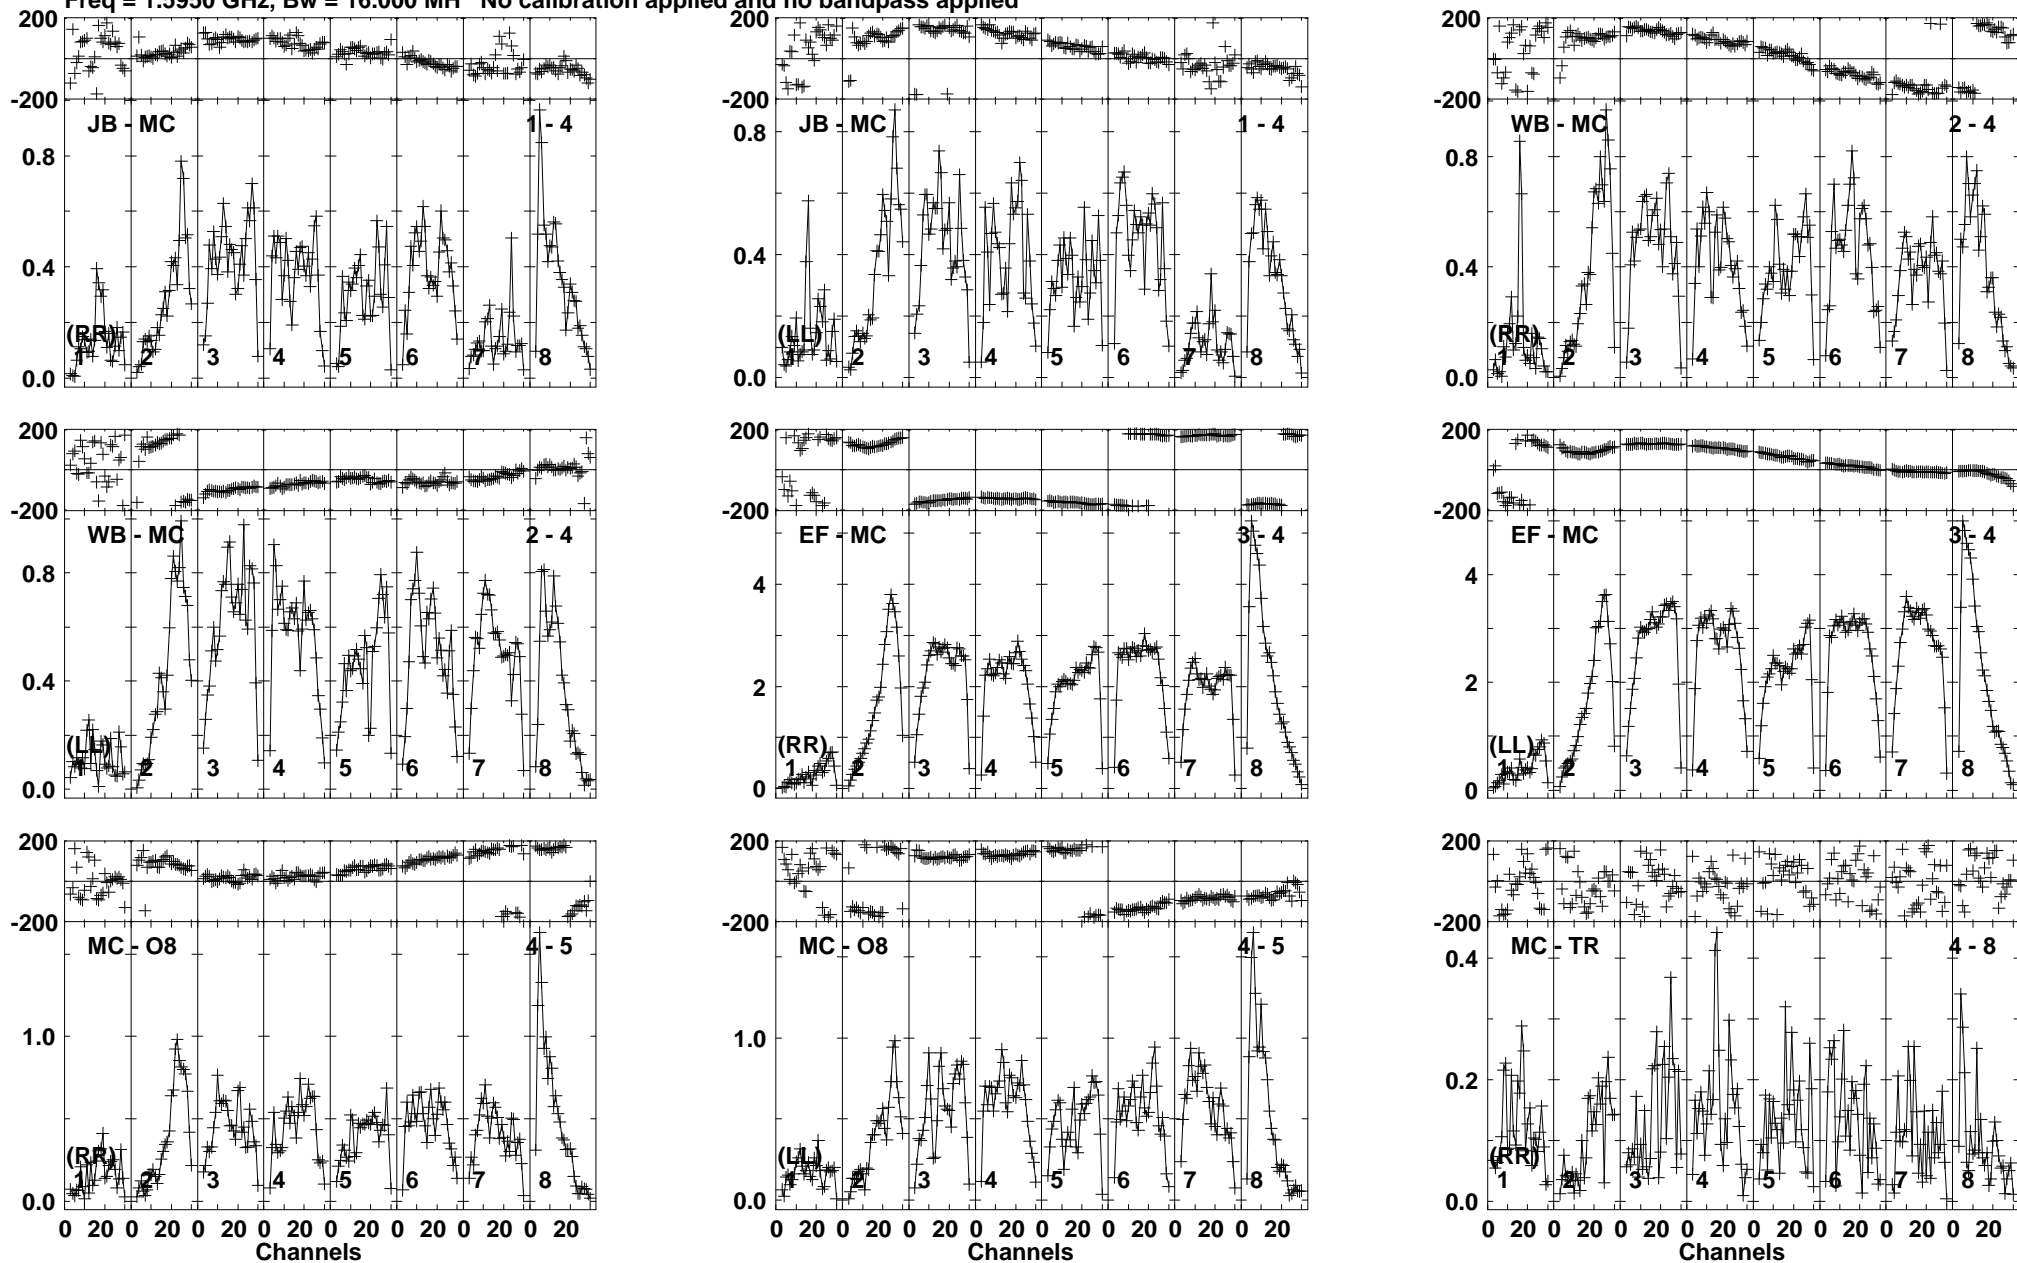 Freq = 1.5950 GHz, Bw = 16.000 MH No calibration applied and no bandpass applied
200 200 200
-200 -200 -200
JB - MC 1 - 4 JB - MC 1 - 4 WB - MC 2 - 4
0.8 0.8 0.8
0.4 0.4 0.4
(RR) (LL) (RR)
1 2 3 4 5 6 7 8 1 2 3 4 5 6 7 8 1 2 3 4 5 6 7 8
0.0 0.0 0.0
200 200 200
-200 -200 -200
WB - MC 2 - 4 EF - MC 3 - 4 EF - MC 3 - 4
0.8 4 4
0.4 2 2
(LL) (RR) (LL)
1 2 3 4 5 6 7 8 1 2 3 4 5 6 7 8 1 2 3 4 5 6 7 8
0.0 0 0
200 200 200
-200 -200 -200
MC - O8 4 - 5 MC - O8 4 - 5 MC - TR 4 - 8
1.0 1.0 0.4
0.2
(RR) (LL) (RR)
1 2 3 4 5 6 7 8 1 2 3 4 5 6 7 8 1 2 3 4 5 6 7 8
0.0 0.0 0.0
0 20 0 20 0 20 0 20 0 20 0 20 0 20 0 20 0 20 0 20 0 20 0 20 0 20 0 20 0 20 0 20 0 20 0 20 0 20 0 20 0 20 0 20 0 20 0 20
Channels Channels Channels